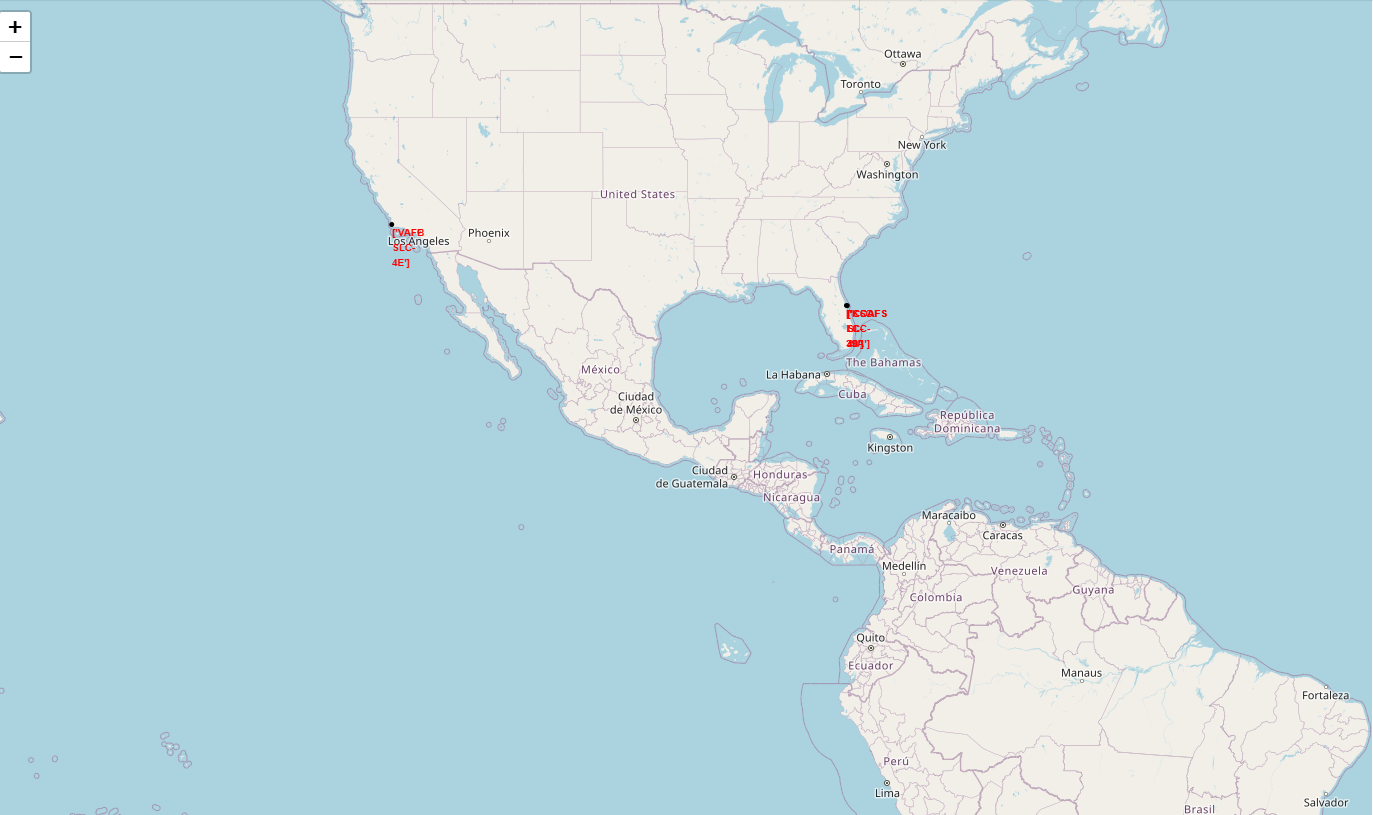 +
−
Ottawa
Toronto
New York
Washington
United States
['VAFB
SLC-
4E']
Los Angeles
Phoenix
México
Ciudad
de México
La Habana
The Bahamas
Cuba
República
Dominicana
Kingston
Ciudad
de Guatemala
Honduras
Nicaragua
Panamá
Maracaibo
Caracas
Medellín
Venezuela
Guyana
Colombia
Quito
Ecuador
Manaus
Fortaleza
Perú
Lima
Brasil
Salvador